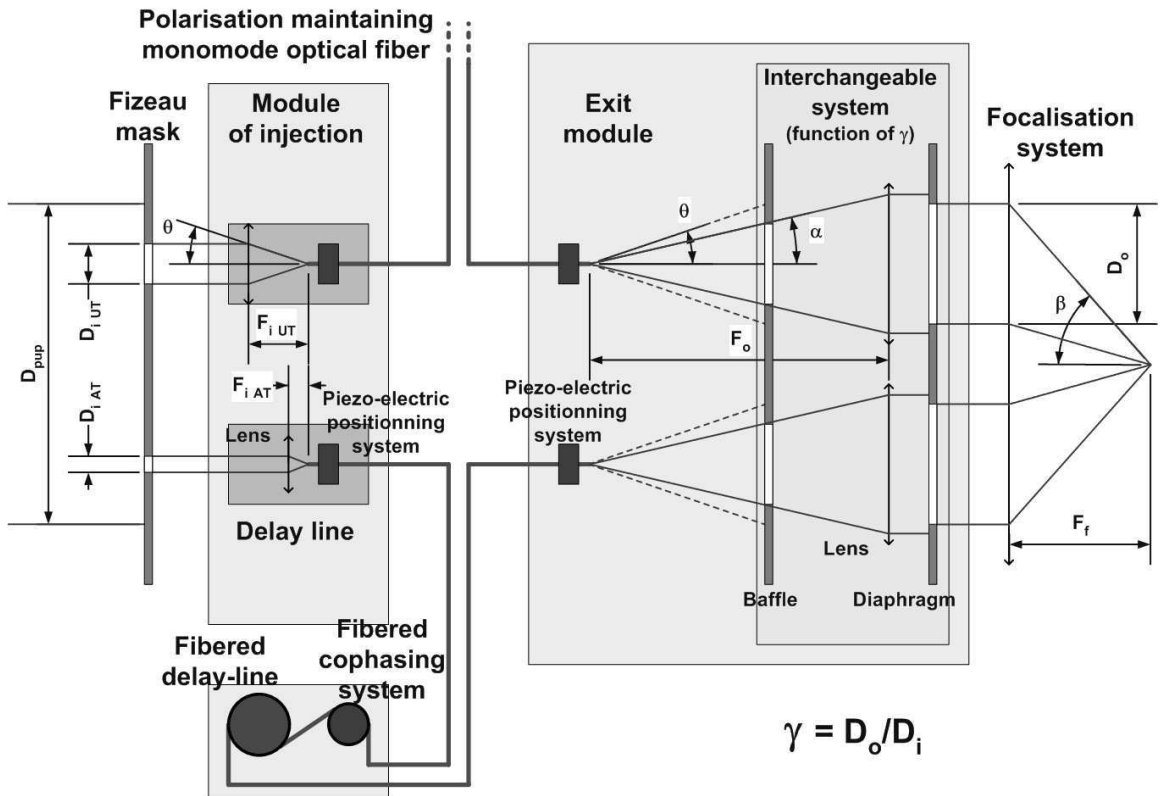 Polarisation maintaining
monomode optical fiber
Fizeau
mask
Module
of injection
Exit
module
Interchangeable
system
(function of γ)
Focalisation
system
θ
θ
α
β
D_o
D_i UT
D_pup
D_i AT
F_i UT
F_i AT
F_o
F_f
Piezo-electric
positionning
system
Lens
Delay line
Piezo-electric
positionning
system
Lens
Baffle
Diaphragm
Fibered
delay-line
Fibered
cophasing
system
γ = D_o/D_i